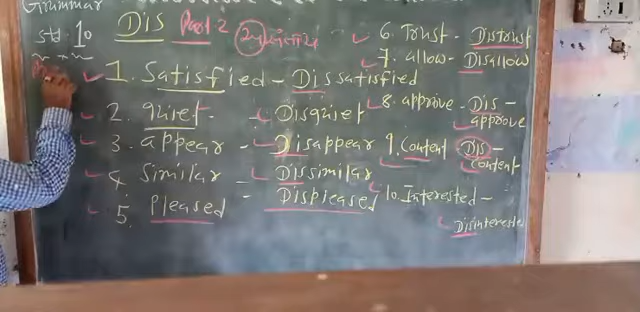 Grammar
Std. 10
DIS Part 2
1. Satisfied - Dissatisfied
2. quiet - Disquiet
3. appear - Disappear
4 Similar - Dissimilar
5. Pleased - Displeased
6. Trust - Distrust
7. allow - Disallow
8. approve - Dis-
approve
9. Content Dis-
content
10. Interested -
Disinterested